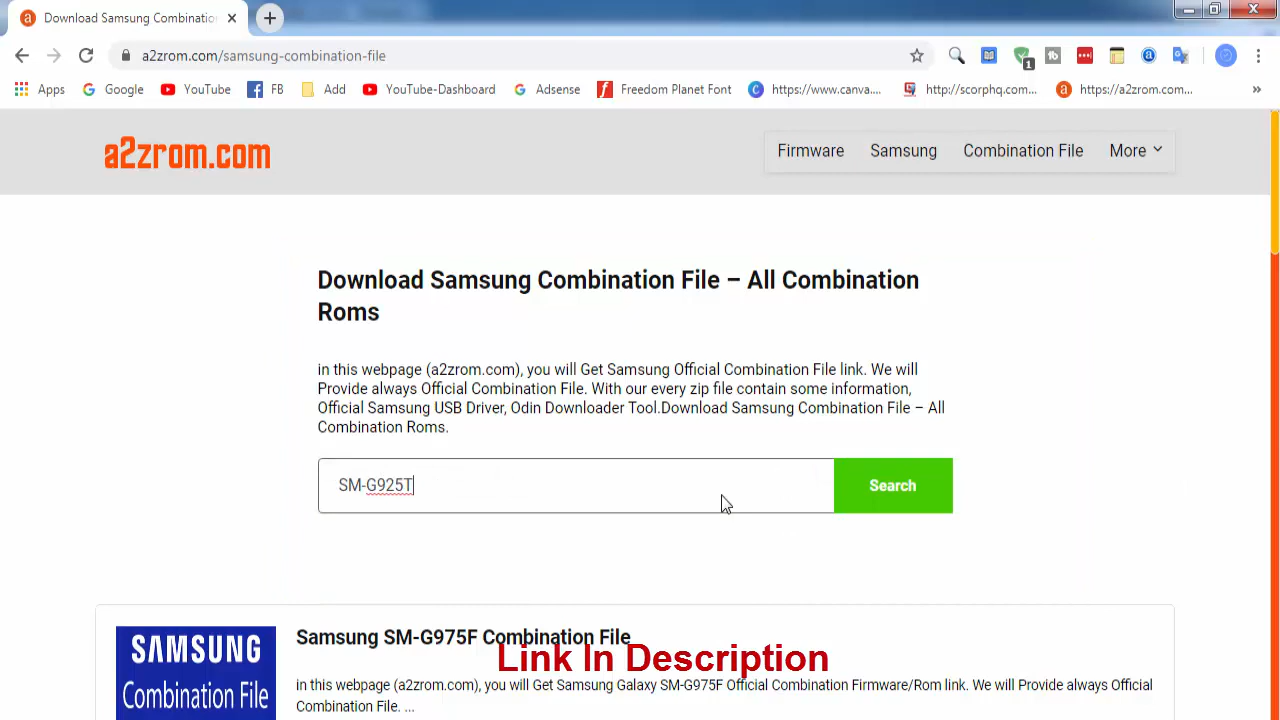 Download Samsung Combinatio
a2zrom.com/samsung-combination-file
1
Apps Google YouTube FB Add YouTube-Dashboard Adsense Freedom Planet Font https://www.canva.... http://scorphq.com... https://a2zrom.com... »
a2zrom.com
Firmware Samsung Combination File More
Download Samsung Combination File – All Combination
Roms
in this webpage (a2zrom.com), you will Get Samsung Official Combination File link. We will
Provide always Official Combination File. With our every zip file contain some information,
Official Samsung USB Driver, Odin Downloader Tool.Download Samsung Combination File – All
Combination Roms.
SM-G925T
Search
SAMSUNG
Combination File
Samsung SM-G975F Combination File
Link In Description
in this webpage (a2zrom.com), you will Get Samsung Galaxy SM-G975F Official Combination Firmware/Rom link. We will Provide always Official
Combination File. ...